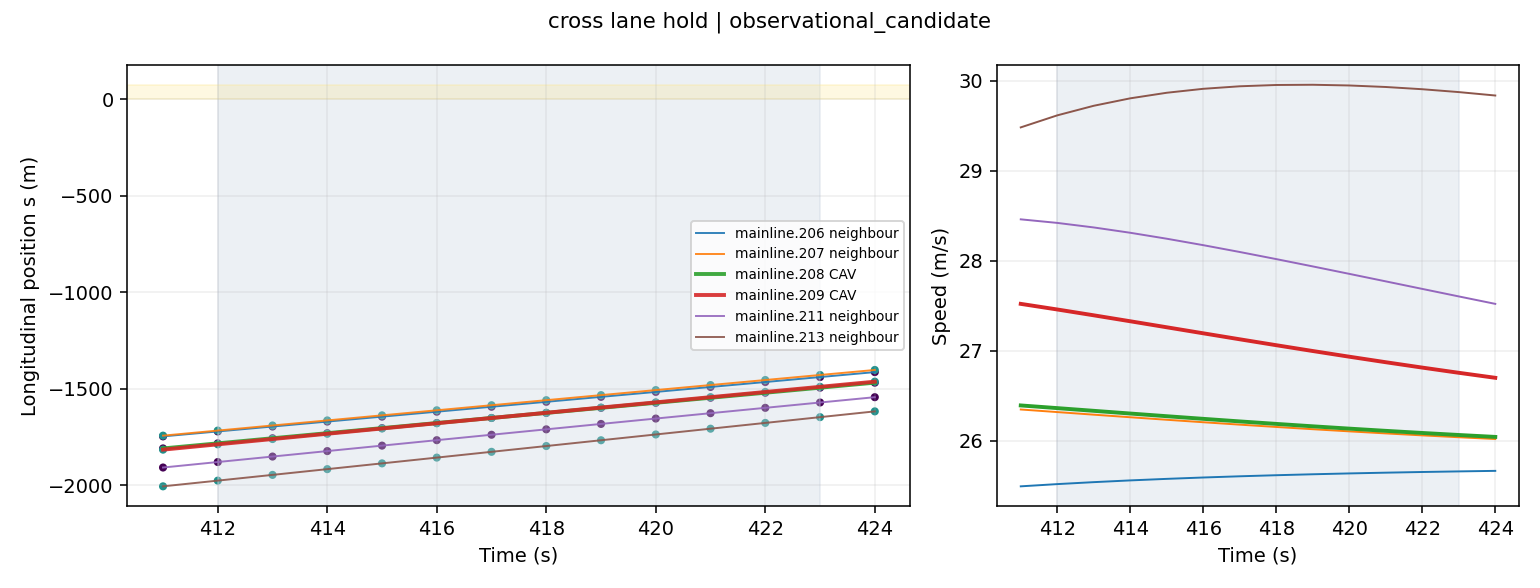 cross lane hold | observational_candidate
Longitudinal position s (m)
0
−500
−1000
−1500
−2000
412
414
416
418
420
422
424
Time (s)
mainline.206 neighbour
mainline.207 neighbour
mainline.208 CAV
mainline.209 CAV
mainline.211 neighbour
mainline.213 neighbour
Speed (m/s)
30
29
28
27
26
412
414
416
418
420
422
424
Time (s)